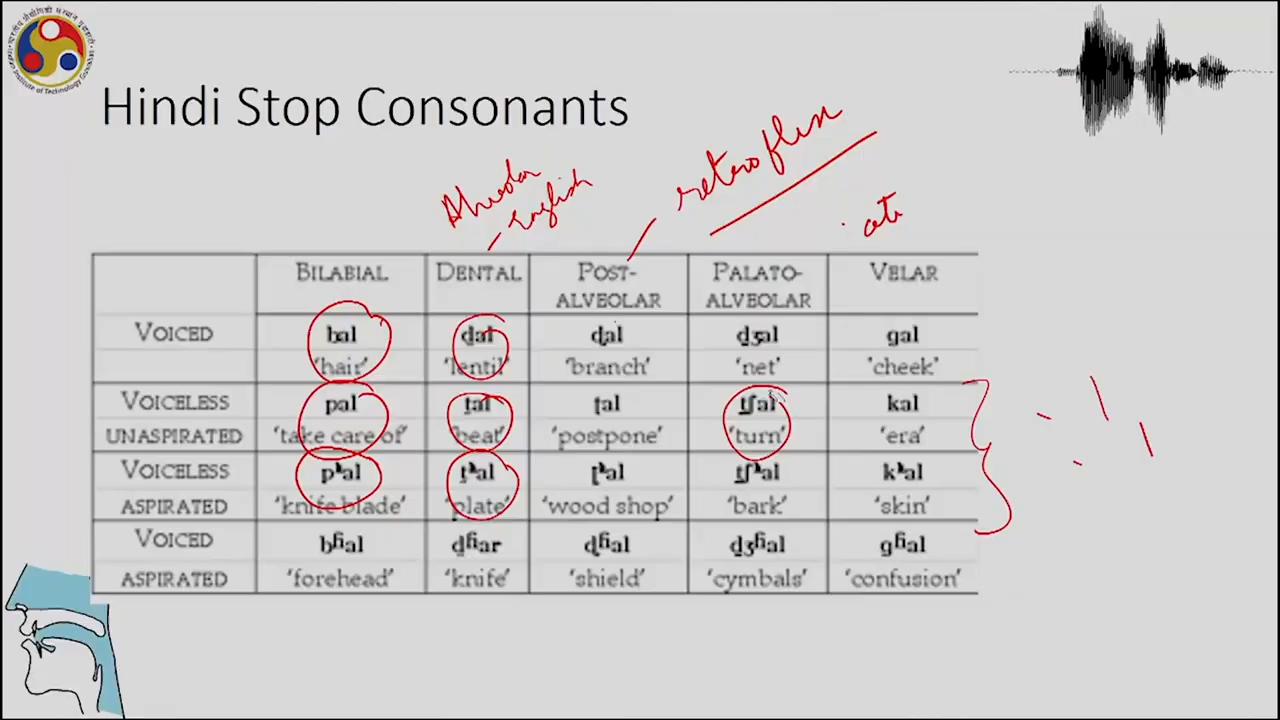 Hindi Stop Consonants
Alveolar
English
retroflex
BILABIAL DENTAL POST-ALVEOLAR PALATO-ALVEOLAR VELAR
VOICED bal d̪al ɖal dʒal gal
'hair' 'lentil' 'branch' 'net' 'cheek'
VOICELESS pal t̪al ʈal tʃal kal
UNASPIRATED 'take care of' 'beat' 'postpone' 'turn' 'era'
VOICELESS pʰal t̪ʰal ʈʰal tʃʰal kʰal
ASPIRATED 'knife blade' 'plate' 'wood shop' 'bark' 'skin'
VOICED bʱal d̪ʱar ɖʱal dʒʱal gʱal
ASPIRATED 'forehead' 'knife' 'shield' 'cymbals' 'confusion'